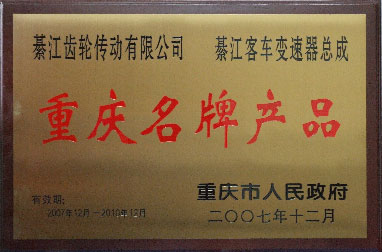 綦江齿轮传动有限公司 綦江客车变速器总成
重庆名牌产品
有效期:
2007年12月—2010年12月
重庆市人民政府
二〇〇七年十二月